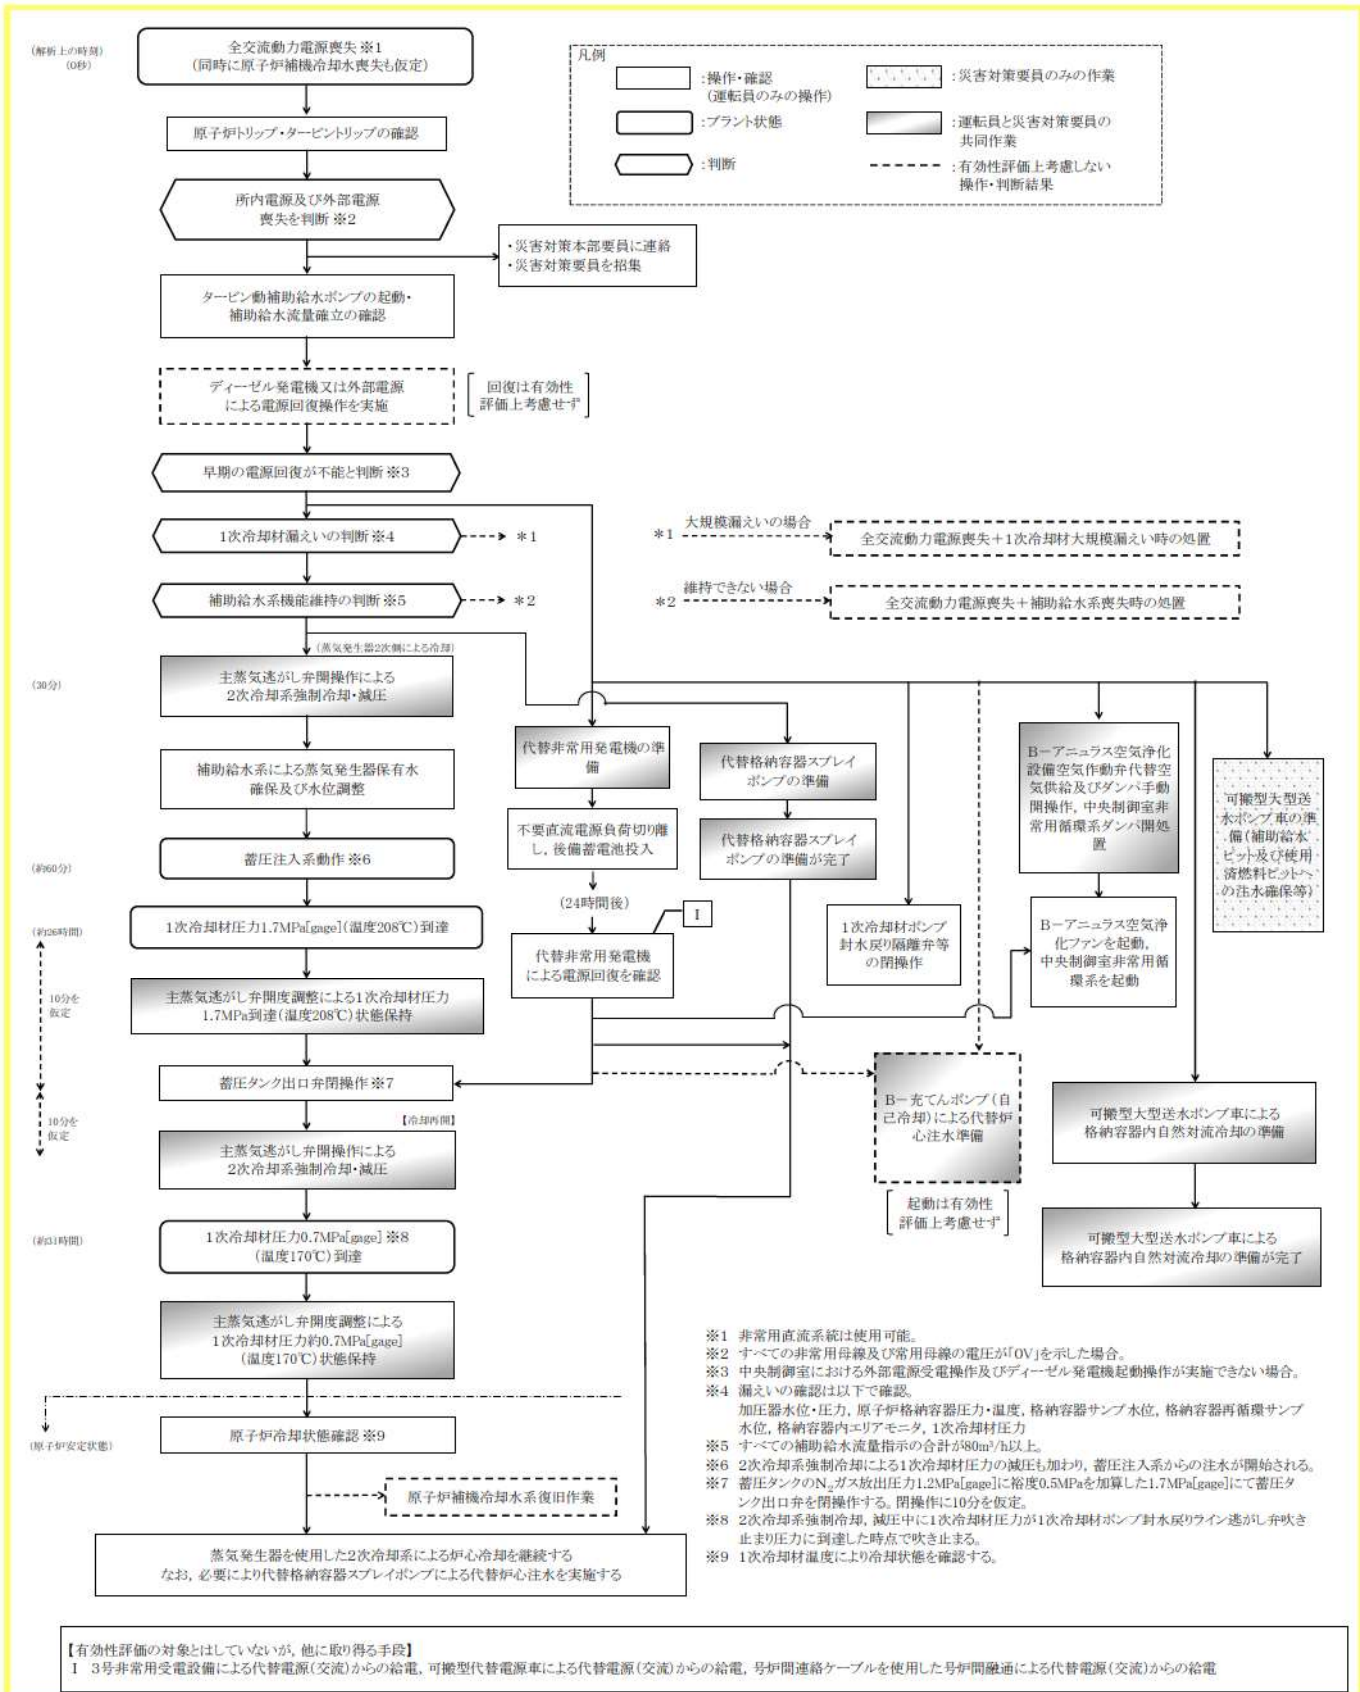 (解析上の時刻)
(0秒)
全交流動力電源喪失※1
(同時に原子炉補機冷却水喪失も仮定)
凡例
:操作・確認
(運転員のみの操作)
:プラント状態
:判断
:災害対策要員のみの作業
:運転員と災害対策要員の
共同作業
:有効性評価上考慮しない
操作・判断結果
原子炉トリップ・タービントリップの確認
所内電源及び外部電源
喪失を判断※2
・災害対策本部要員に連絡
・災害対策要員を招集
タービン動補助給水ポンプの起動・
補助給水流量確立の確認
ディーゼル発電機又は外部電源
による電源回復操作を実施
回復は有効性
評価上考慮せず
早期の電源回復が不能と判断※3
1次冷却材漏えいの判断※4
*1
*1
大規模漏えいの場合
全交流動力電源喪失+1次冷却材大規模漏えい時の処置
補助給水系機能維持の判断※5
*2
*2
維持できない場合
全交流動力電源喪失+補助給水系喪失時の処置
(蒸気発生器2次側による冷却)
(30分)
主蒸気逃がし弁開操作による
2次冷却系強制冷却・減圧
補助給水系による蒸気発生器保有水
確保及び水位調整
(約60分)
蓄圧注入系動作※6
(約26時間)
1次冷却材圧力1.7MPa[gage](温度208℃)到達
10分を
仮定
主蒸気逃がし弁開度調整による1次冷却材圧力
1.7MPa到達(温度208℃)状態保持
蓄圧タンク出口弁閉操作※7
10分を
仮定
【冷却再開】
主蒸気逃がし弁開操作による
2次冷却系強制冷却・減圧
(約31時間)
1次冷却材圧力0.7MPa[gage]※8
(温度170℃)到達
主蒸気逃がし弁開度調整による
1次冷却材圧力約0.7MPa[gage]
(温度170℃)状態保持
(原子炉安定状態)
原子炉冷却状態確認※9
原子炉補機冷却水系復旧作業
蒸気発生器を使用した2次冷却系による炉心冷却を継続する
なお,必要により代替格納容器スプレイポンプによる代替炉心注水を実施する
代替非常用発電機の準
備
不要直流電源負荷切り離
し,後備蓄電池投入
(24時間後)
I
代替非常用発電機
による電源回復を確認
代替格納容器スプレイ
ポンプの準備
代替格納容器スプレイ
ポンプの準備が完了
1次冷却材ポンプ
封水戻り隔離弁等
の閉操作
B-アニュラス空気浄化
設備空気作動弁代替空
気供給及びダンパ手動
開操作,中央制御室非
常用循環系ダンパ開処
置
B-アニュラス空気浄
化ファンを起動,
中央制御室非常用循
環系を起動
可搬型大型送
水ポンプ車の準
備(補助給水
ピット及び使用
済燃料ピットへ
の注水確保等)
B-充てんポンプ(自
己冷却)による代替炉
心注水準備
起動は有効性
評価上考慮せず
可搬型大型送水ポンプ車による
格納容器内自然対流冷却の準備
可搬型大型送水ポンプ車による
格納容器内自然対流冷却の準備が完了
※1 非常用直流系統は使用可能。
※2 すべての非常用母線及び常用母線の電圧が「0V」を示した場合。
※3 中央制御室における外部電源受電操作及びディーゼル発電機起動操作が実施できない場合。
※4 漏えいの確認は以下で確認。
加圧器水位・圧力,原子炉格納容器圧力・温度,格納容器サンプ水位,格納容器再循環サンプ
水位,格納容器内エリアモニタ,1次冷却材圧力
※5 すべての補助給水流量指示の合計が80m³/h以上。
※6 2次冷却系強制冷却による1次冷却材圧力の減圧も加わり,蓄圧注入系からの注水が開始される。
※7 蓄圧タンクのN₂ガス放出圧力1.2MPa[gage]に裕度0.5MPaを加算した1.7MPa[gage]にて蓄圧タ
ンク出口弁を閉操作する。閉操作に10分を仮定。
※8 2次冷却系強制冷却,減圧中に1次冷却材圧力が1次冷却材ポンプ封水戻りライン逃がし弁吹き
止まり圧力に到達した時点で吹き止まる。
※9 1次冷却材温度により冷却状態を確認する。
【有効性評価の対象とはしていないが,他に取り得る手段】
I 3号非常用受電設備による代替電源(交流)からの給電,可搬型代替電源車による代替電源(交流)からの給電,号炉間連絡ケーブルを使用した号炉間融通による代替電源(交流)からの給電